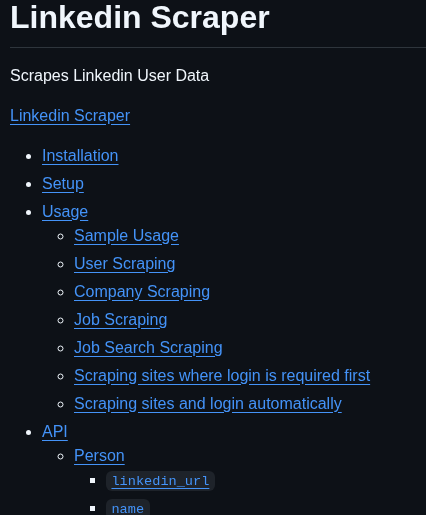 Linkedin Scraper
Scrapes Linkedin User Data
Linkedin Scraper
Installation
Setup
Usage
Sample Usage
User Scraping
Company Scraping
Job Scraping
Job Search Scraping
Scraping sites where login is required first
Scraping sites and login automatically
API
Person
linkedin_url
name